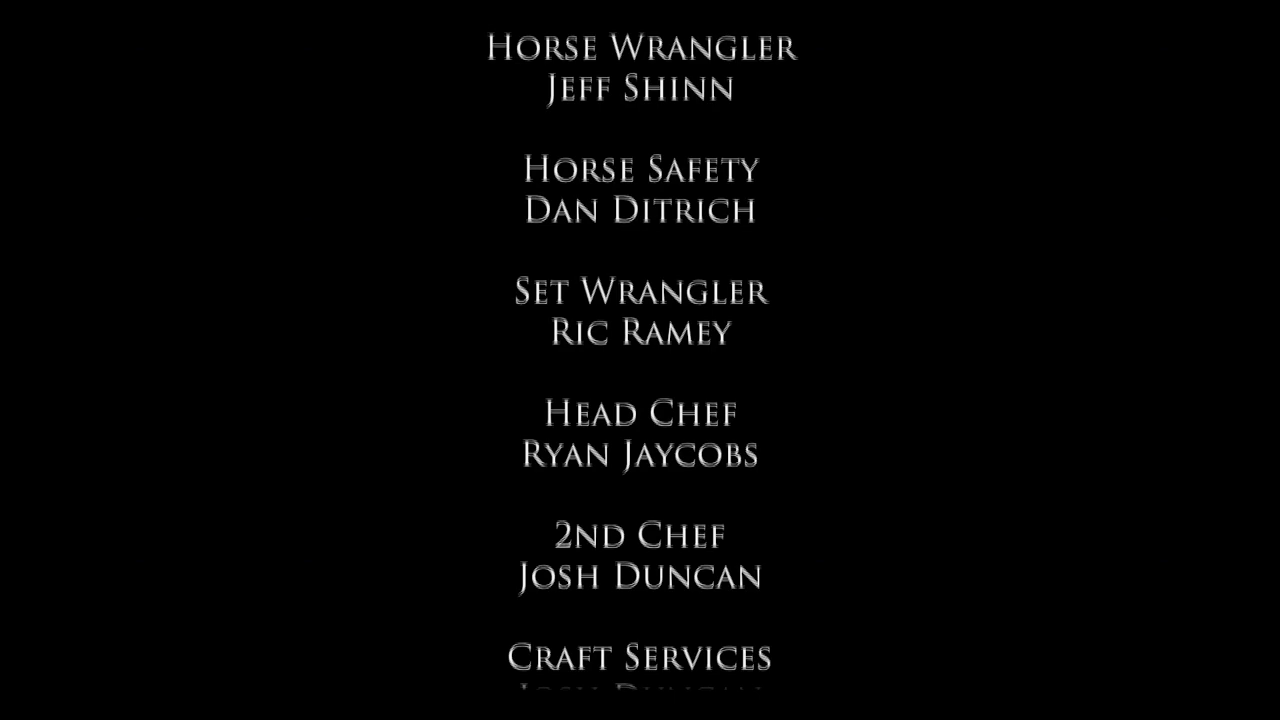 Horse Wrangler
Jeff Shinn
Horse Safety
Dan Ditrich
Set Wrangler
Ric Ramey
Head Chef
Ryan Jaycobs
2nd Chef
Josh Duncan
Craft Services